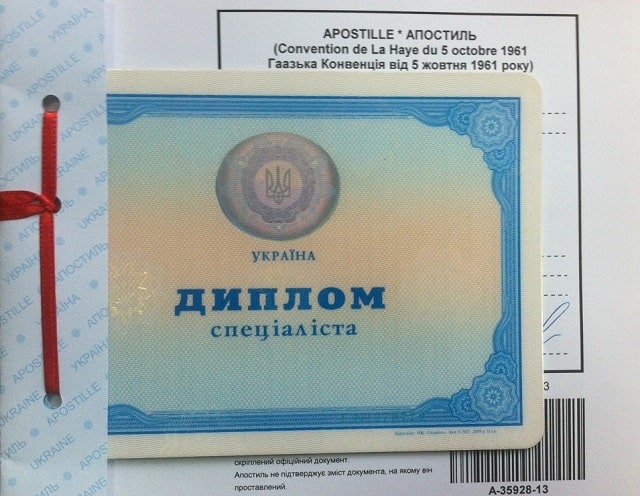 APOSTILLE * АПОСТИЛЬ
(Convention de La Haye du 5 octobre 1961
Гаазька Конвенція від 5 жовтня 1961 року)
УКРАЇНА
ДИПЛОМ
спеціаліста
APOSTILLE
UKRAINE
АПОСТИЛЬ
УКРАЇНА
скріплений офіційний документ.
Апостиль не підтверджує зміст документа, на якому він
проставлений.
A-35928-13